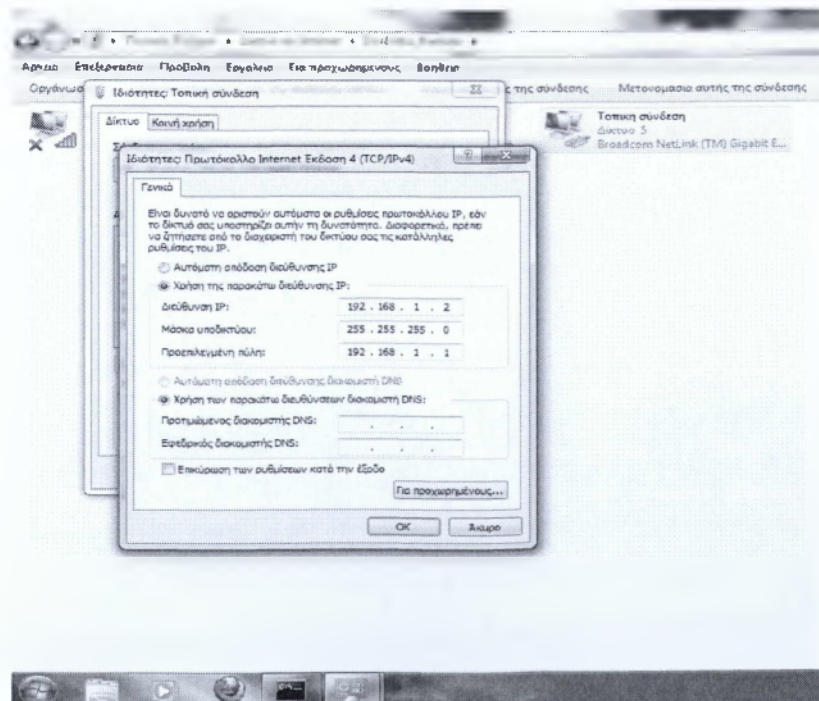 Επεξεργασία Προβολή Εργαλεία Για προχωρημένους Βοήθεια
της σύνδεσης Μετονομασία αυτής της σύνδεσης
Ιδιότητες: Τοπική σύνδεση
Δίκτυο Κοινή χρήση
Τοπική σύνδεση
Δίκτυο 5
Broadcom NetLink (TM) Gigabit E...
Ιδιότητες: Πρωτόκολλο Internet Έκδοση 4 (TCP/IPv4)
Γενικά
Είναι δυνατό να οριστούν αυτόματα οι ρυθμίσεις πρωτοκόλλου IP, εάν
το δίκτυό σας υποστηρίζει αυτήν τη δυνατότητα. Διαφορετικά, πρέπει
να ζητήσετε από το διαχειριστή του δικτύου σας τις κατάλληλες
ρυθμίσεις του IP.
Αυτόματη απόδοση διεύθυνσης IP
Χρήση της παρακάτω διεύθυνσης IP:
Διεύθυνση IP: 192 . 168 . 1 . 2
Μάσκα υποδικτύου: 255 . 255 . 255 . 0
Προεπιλεγμένη πύλη: 192 . 168 . 1 . 1
Αυτόματη απόδοση διεύθυνσης διακομιστή DNS
Χρήση των παρακάτω διευθύνσεων διακομιστή DNS:
Προτιμώμενος διακομιστής DNS: . . .
Εφεδρικός διακομιστής DNS: . . .
Επικύρωση των ρυθμίσεων κατά την έξοδο
Για προχωρημένους...
OK Άκυρο